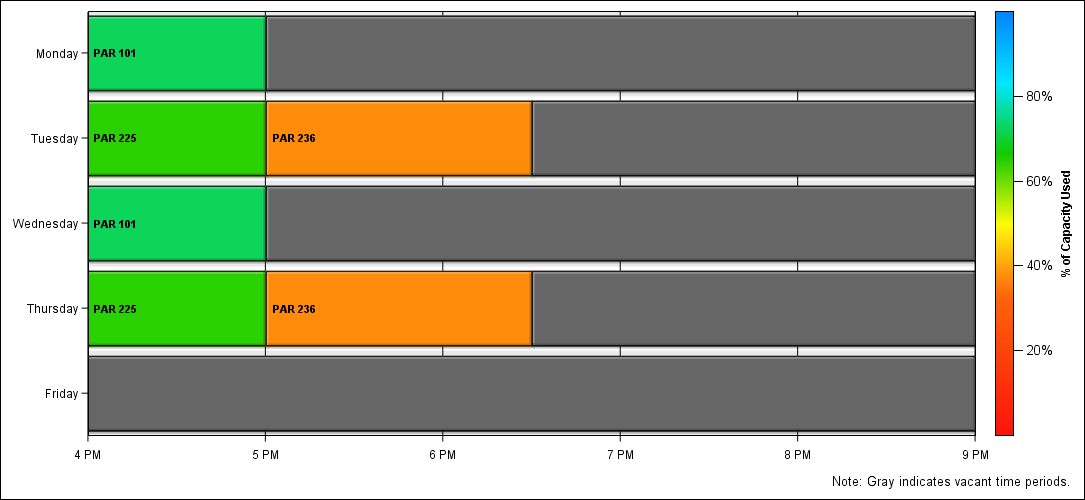 Monday
PAR 101
Tuesday
PAR 225
PAR 236
Wednesday
PAR 101
Thursday
PAR 225
PAR 236
Friday
4 PM
5 PM
6 PM
7 PM
8 PM
9 PM
80%
60%
40%
20%
% of Capacity Used
Note: Gray indicates vacant time periods.